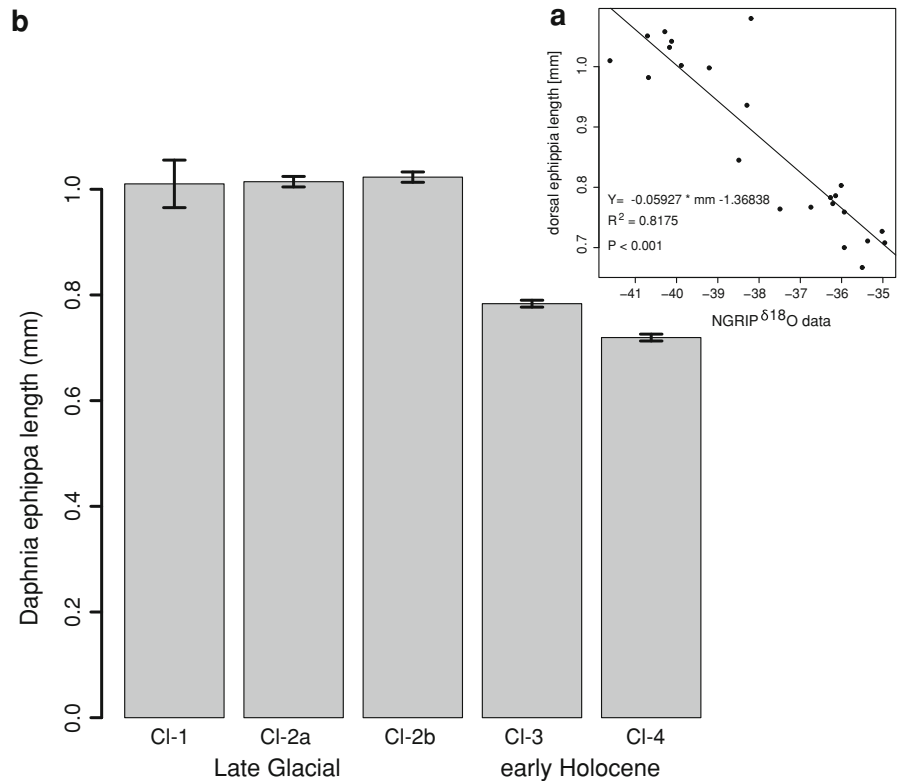 b
a
dorsal ephippia length [mm]
1.0
0.9
0.8
0.7
Y= -0.05927 * mm -1.36838
R² = 0.8175
P < 0.001
−41 −40 −39 −38 −37 −36 −35
NGRIP δ18O data
Daphnia ephippa length (mm)
1.0
0.8
0.6
0.4
0.2
0.0
Cl-1 Cl-2a Cl-2b Cl-3 Cl-4
Late Glacial early Holocene